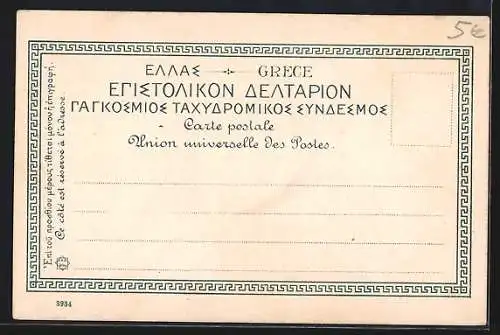 5€
ΕΛΛΑΣ GRECE
ΕΠΙΣΤΟΛΙΚΟΝ ΔΕΛΤΑΡΙΟΝ
ΠΑΓΚΟΣΜΙΟΣ ΤΑΧΥΔΡΟΜΙΚΟΣ ΣΥΝΔΕΣΜΟΣ
- Carte postale
Union universelle des Postes.
Ἐπὶ τοῦ προσθίου μέρους τίθεται μόνον ἡ ἐπιγραφή.
Ce côté est réservé à l'adresse.
3934